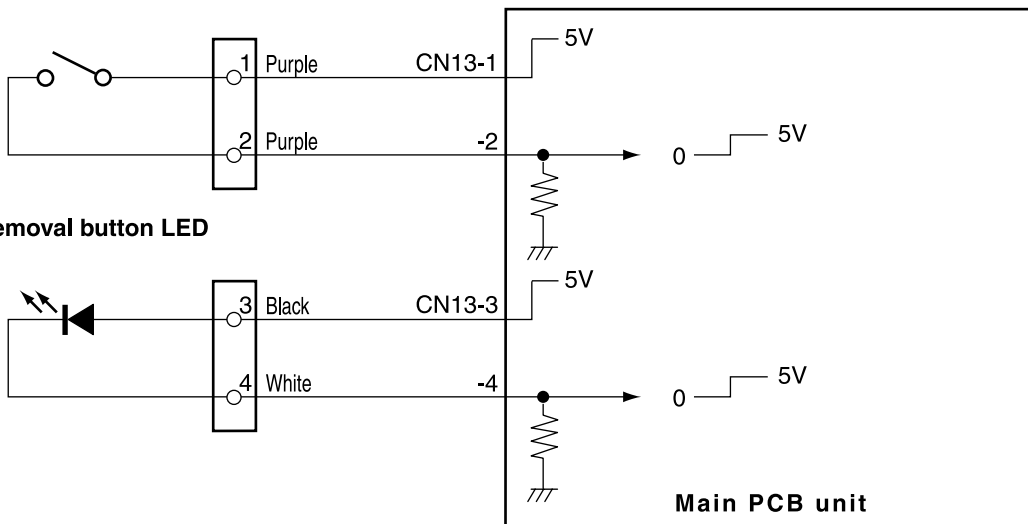 5V
1 Purple CN13-1
2 Purple -2 0 5V
emoval button LED
5V
3 Black CN13-3
4 White -4 0 5V
Main PCB unit